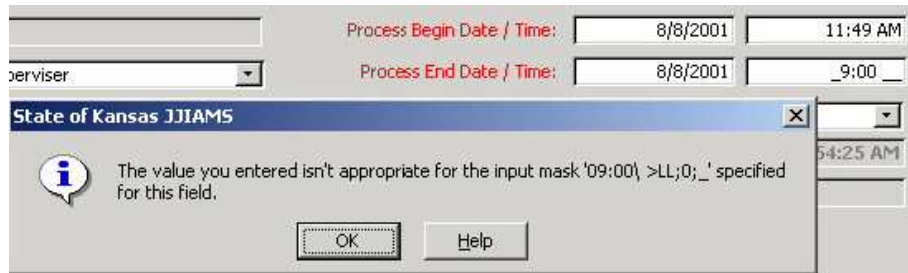 Process Begin Date / Time: 8/8/2001 11:49 AM
perviser Process End Date / Time: 8/8/2001 _9:00 __
State of Kansas JJIAMS
54:25 AM
The value you entered isn't appropriate for the input mask '09:00\ >LL;0;_' specified
for this field.
OK Help